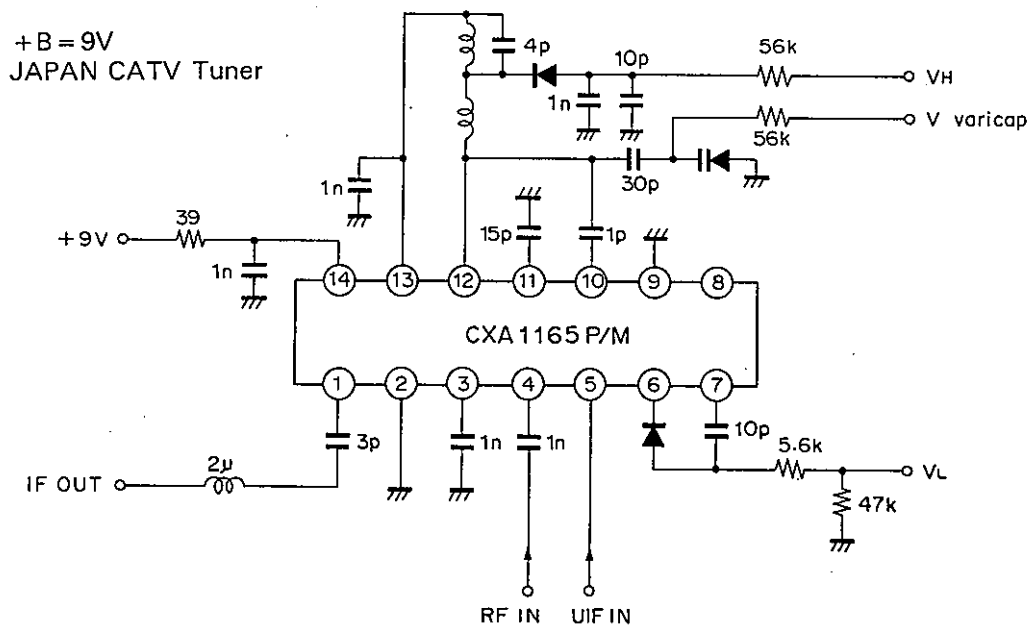 +B=9V
JAPAN CATV Tuner
4p
10p
1n
56k
VH
56k
V varicap
30p
1n
39
+9V
1n
15p
1p
14
13
12
11
10
9
8
CXA1165P/M
1
2
3
4
5
6
7
3p
1n
1n
10p
5.6k
VL
47k
2μ
IF OUT
RF IN
UIF IN